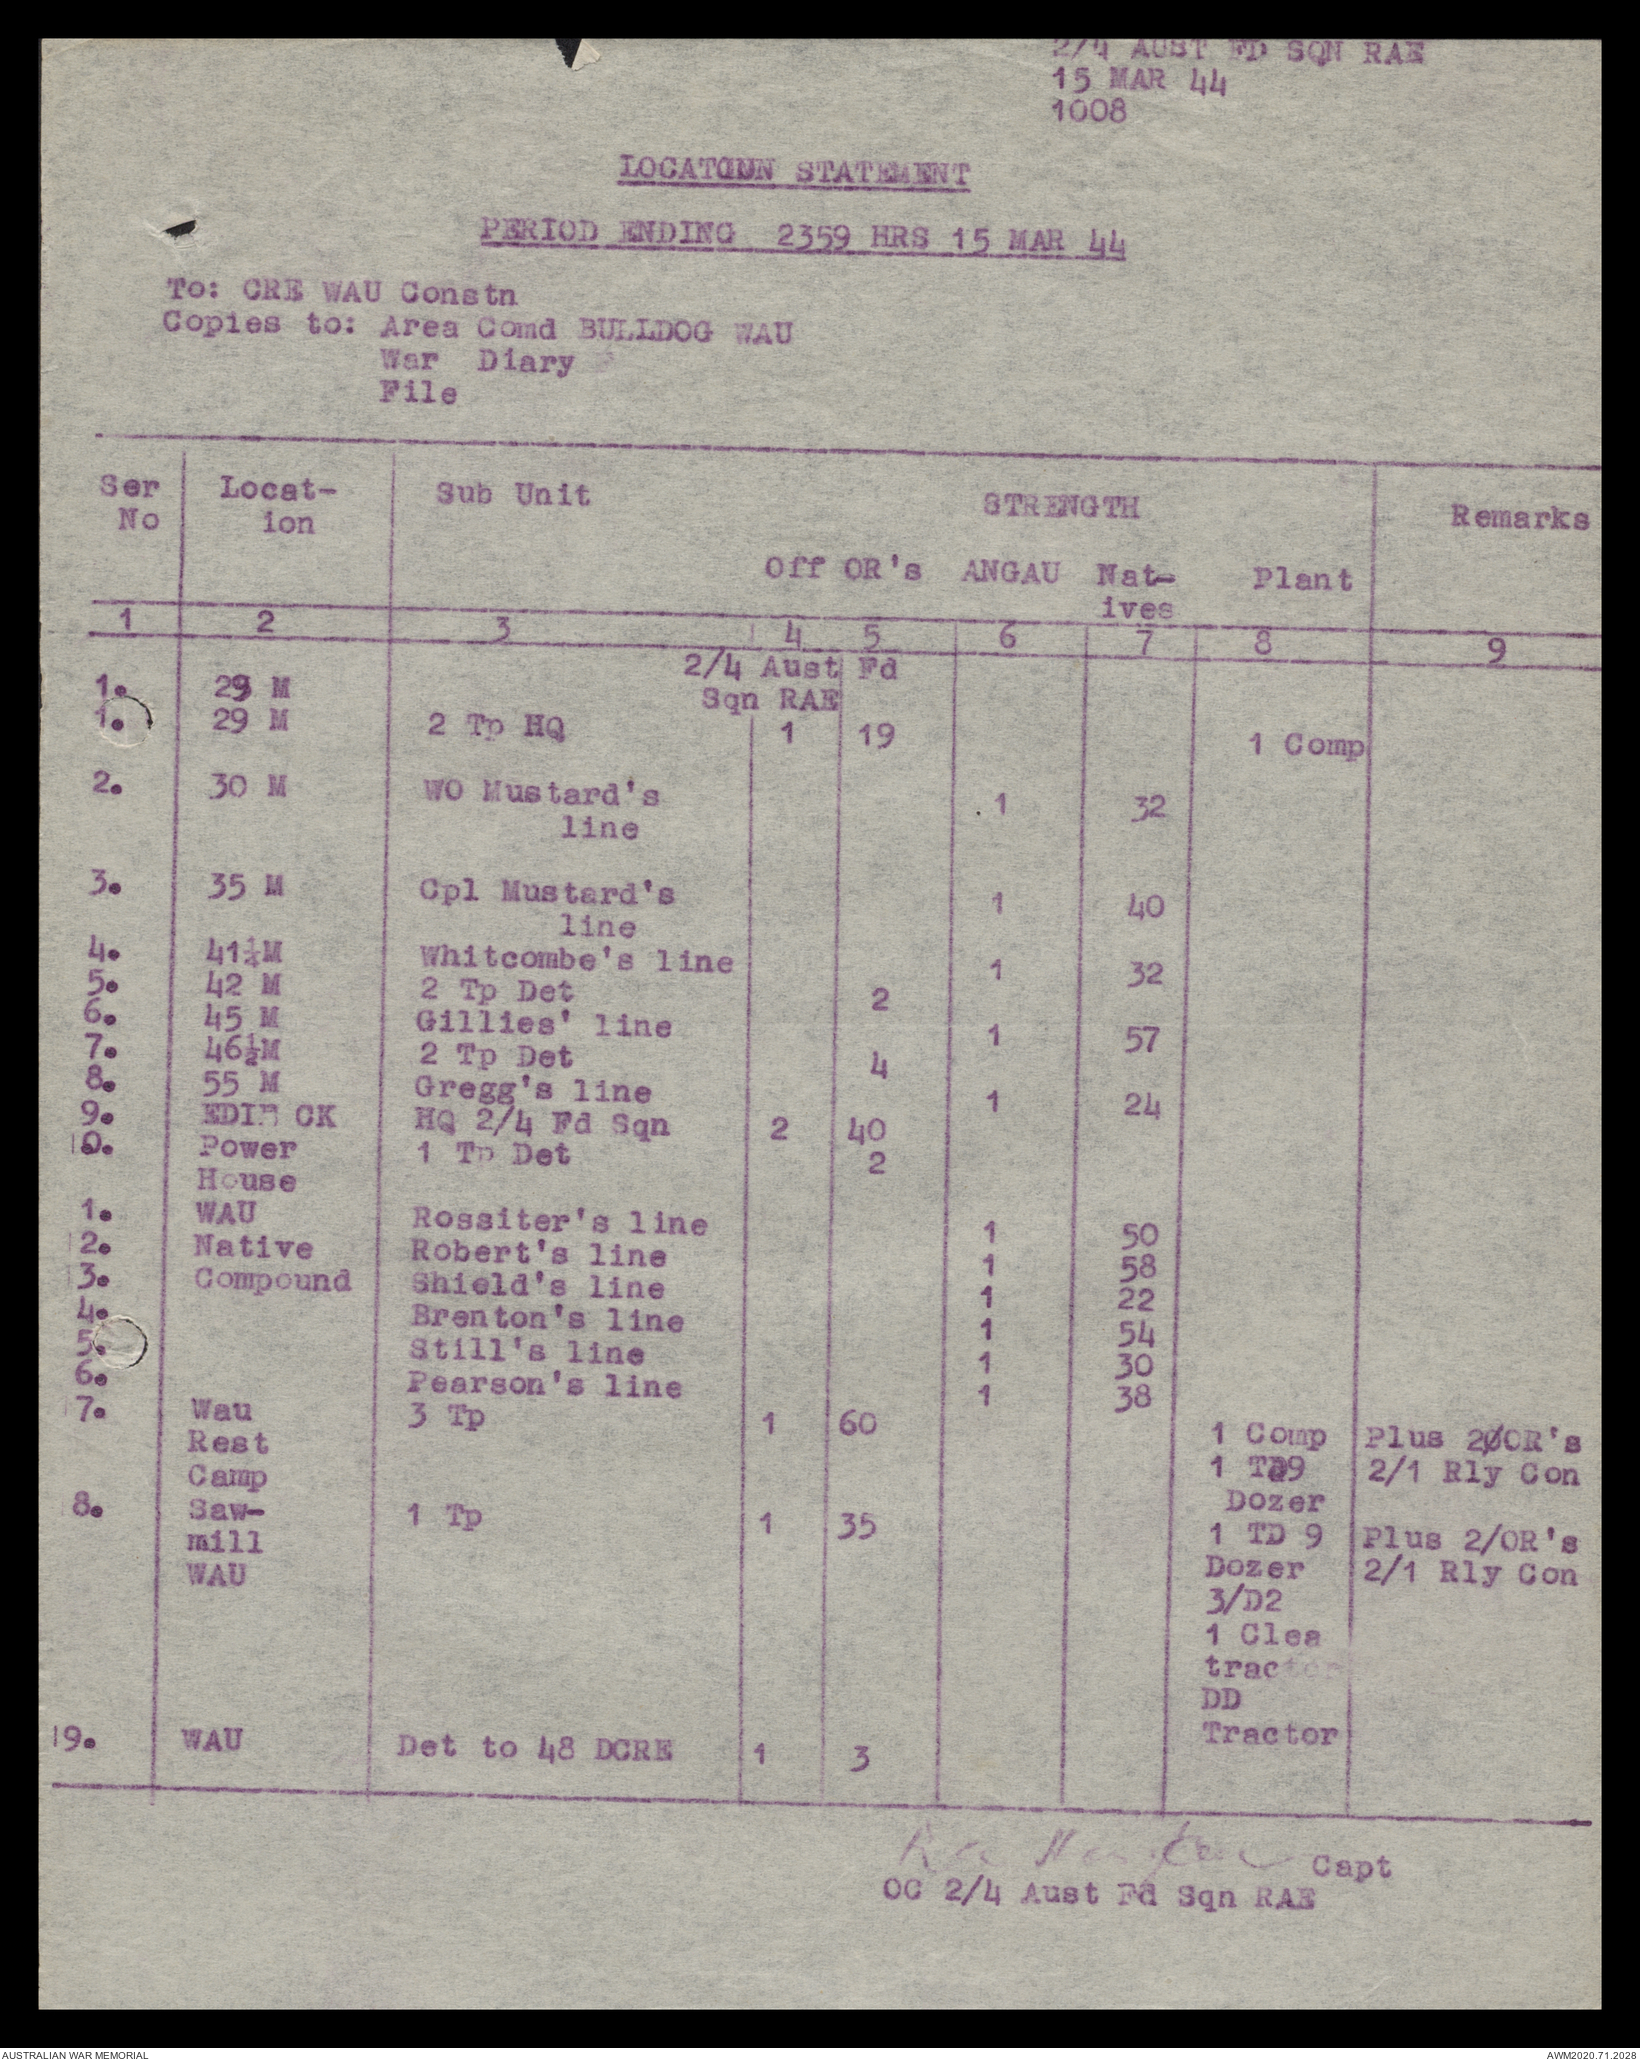 2/4 AUST FD SQN RAE
15 MAR 44
1008
LOCATION STATEMENT
PERIOD ENDING 2359 HRS 15 MAR 44
To: CRE WAU Constn
Copies to: Area Comd BULLDOG WAU
War Diary
File
Ser Locat- Sub Unit STRENGTH Remarks
No ion
Off OR's ANGAU Nat- Plant
ives
1 2 3 4 5 6 7 8 9
2/4 Aust Fd
1. 29 M Sqn RAE
1. 29 M 2 Tp HQ 1 19 1 Comp
2. 30 M WO Mustard's 1 32
line
3. 35 M Cpl Mustard's 1 40
line
4. 41¼M Whitcombe's line 1 32
5. 42 M 2 Tp Det 2
6. 45 M Gillies' line 1 57
7. 46½M 2 Tp Det 4
8. 55 M Gregg's line 1 24
9. CK HQ 2/4 Fd Sqn 2 40
10. Power 1 Tp Det 2
House
1. WAU Rossiter's line 1 50
12. Native Robert's line 1 58
13. Compound Shield's line 1 22
4. Brenton's line 1 54
5. Still's line 1 30
6. Pearson's line 1 38
17. Wau 3 Tp 1 60 1 Comp Plus 20OR's
Rest 1 TD9 2/1 Rly Con
Camp Dozer
8. Saw- 1 Tp 1 35 1 TD 9 Plus 2/OR's
mill Dozer 2/1 Rly Con
WAU 3/D2
1 Clea
tractor
DD
Tractor
19. WAU Det to 48 DCRE 1 3
Capt
OC 2/4 Aust Fd Sqn RAE
AUSTRALIAN WAR MEMORIAL AWM2020.71.2028